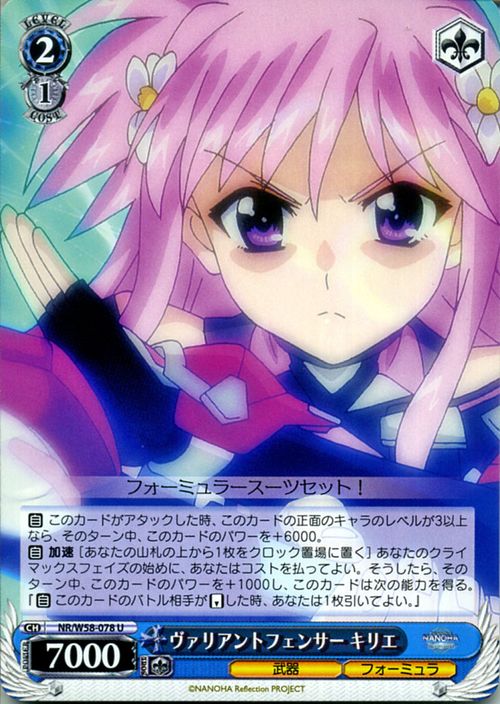 LEVEL
2
1
COST
フォーミュラースーツセット！
自 このカードがアタックした時、このカードの正面のキャラのレベルが3以上
なら、そのターン中、このカードのパワーを+6000。
自 加速 [あなたの山札の上から1枚をクロック置場に置く] あなたのクライ
マックスフェイズの始めに、あなたはコストを払ってよい。そうしたら、そ
のターン中、このカードのパワーを+1000し、このカードは次の能力を得る。
『自 このカードのバトル相手が した時、あなたは1枚引いてよい。』
CH NR/W58-078 U
ヴァリアントフェンサー キリエ
NANOHA
POWER
7000
SOUL
武器 フォーミュラ
©NANOHA Reflection PROJECT